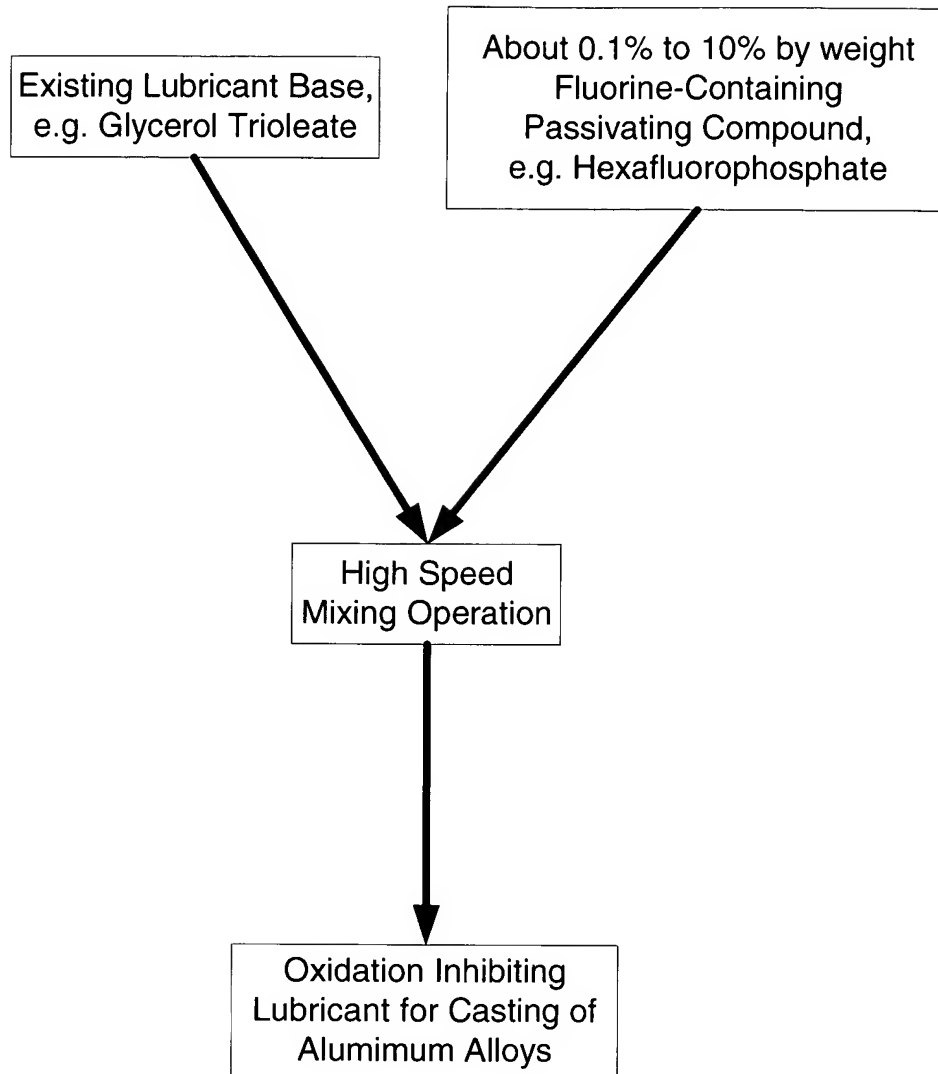 Existing Lubricant Base,
e.g. Glycerol Trioleate
About 0.1% to 10% by weight
Fluorine-Containing
Passivating Compound,
e.g. Hexafluorophosphate
High Speed
Mixing Operation
Oxidation Inhibiting
Lubricant for Casting of
Alumimum Alloys